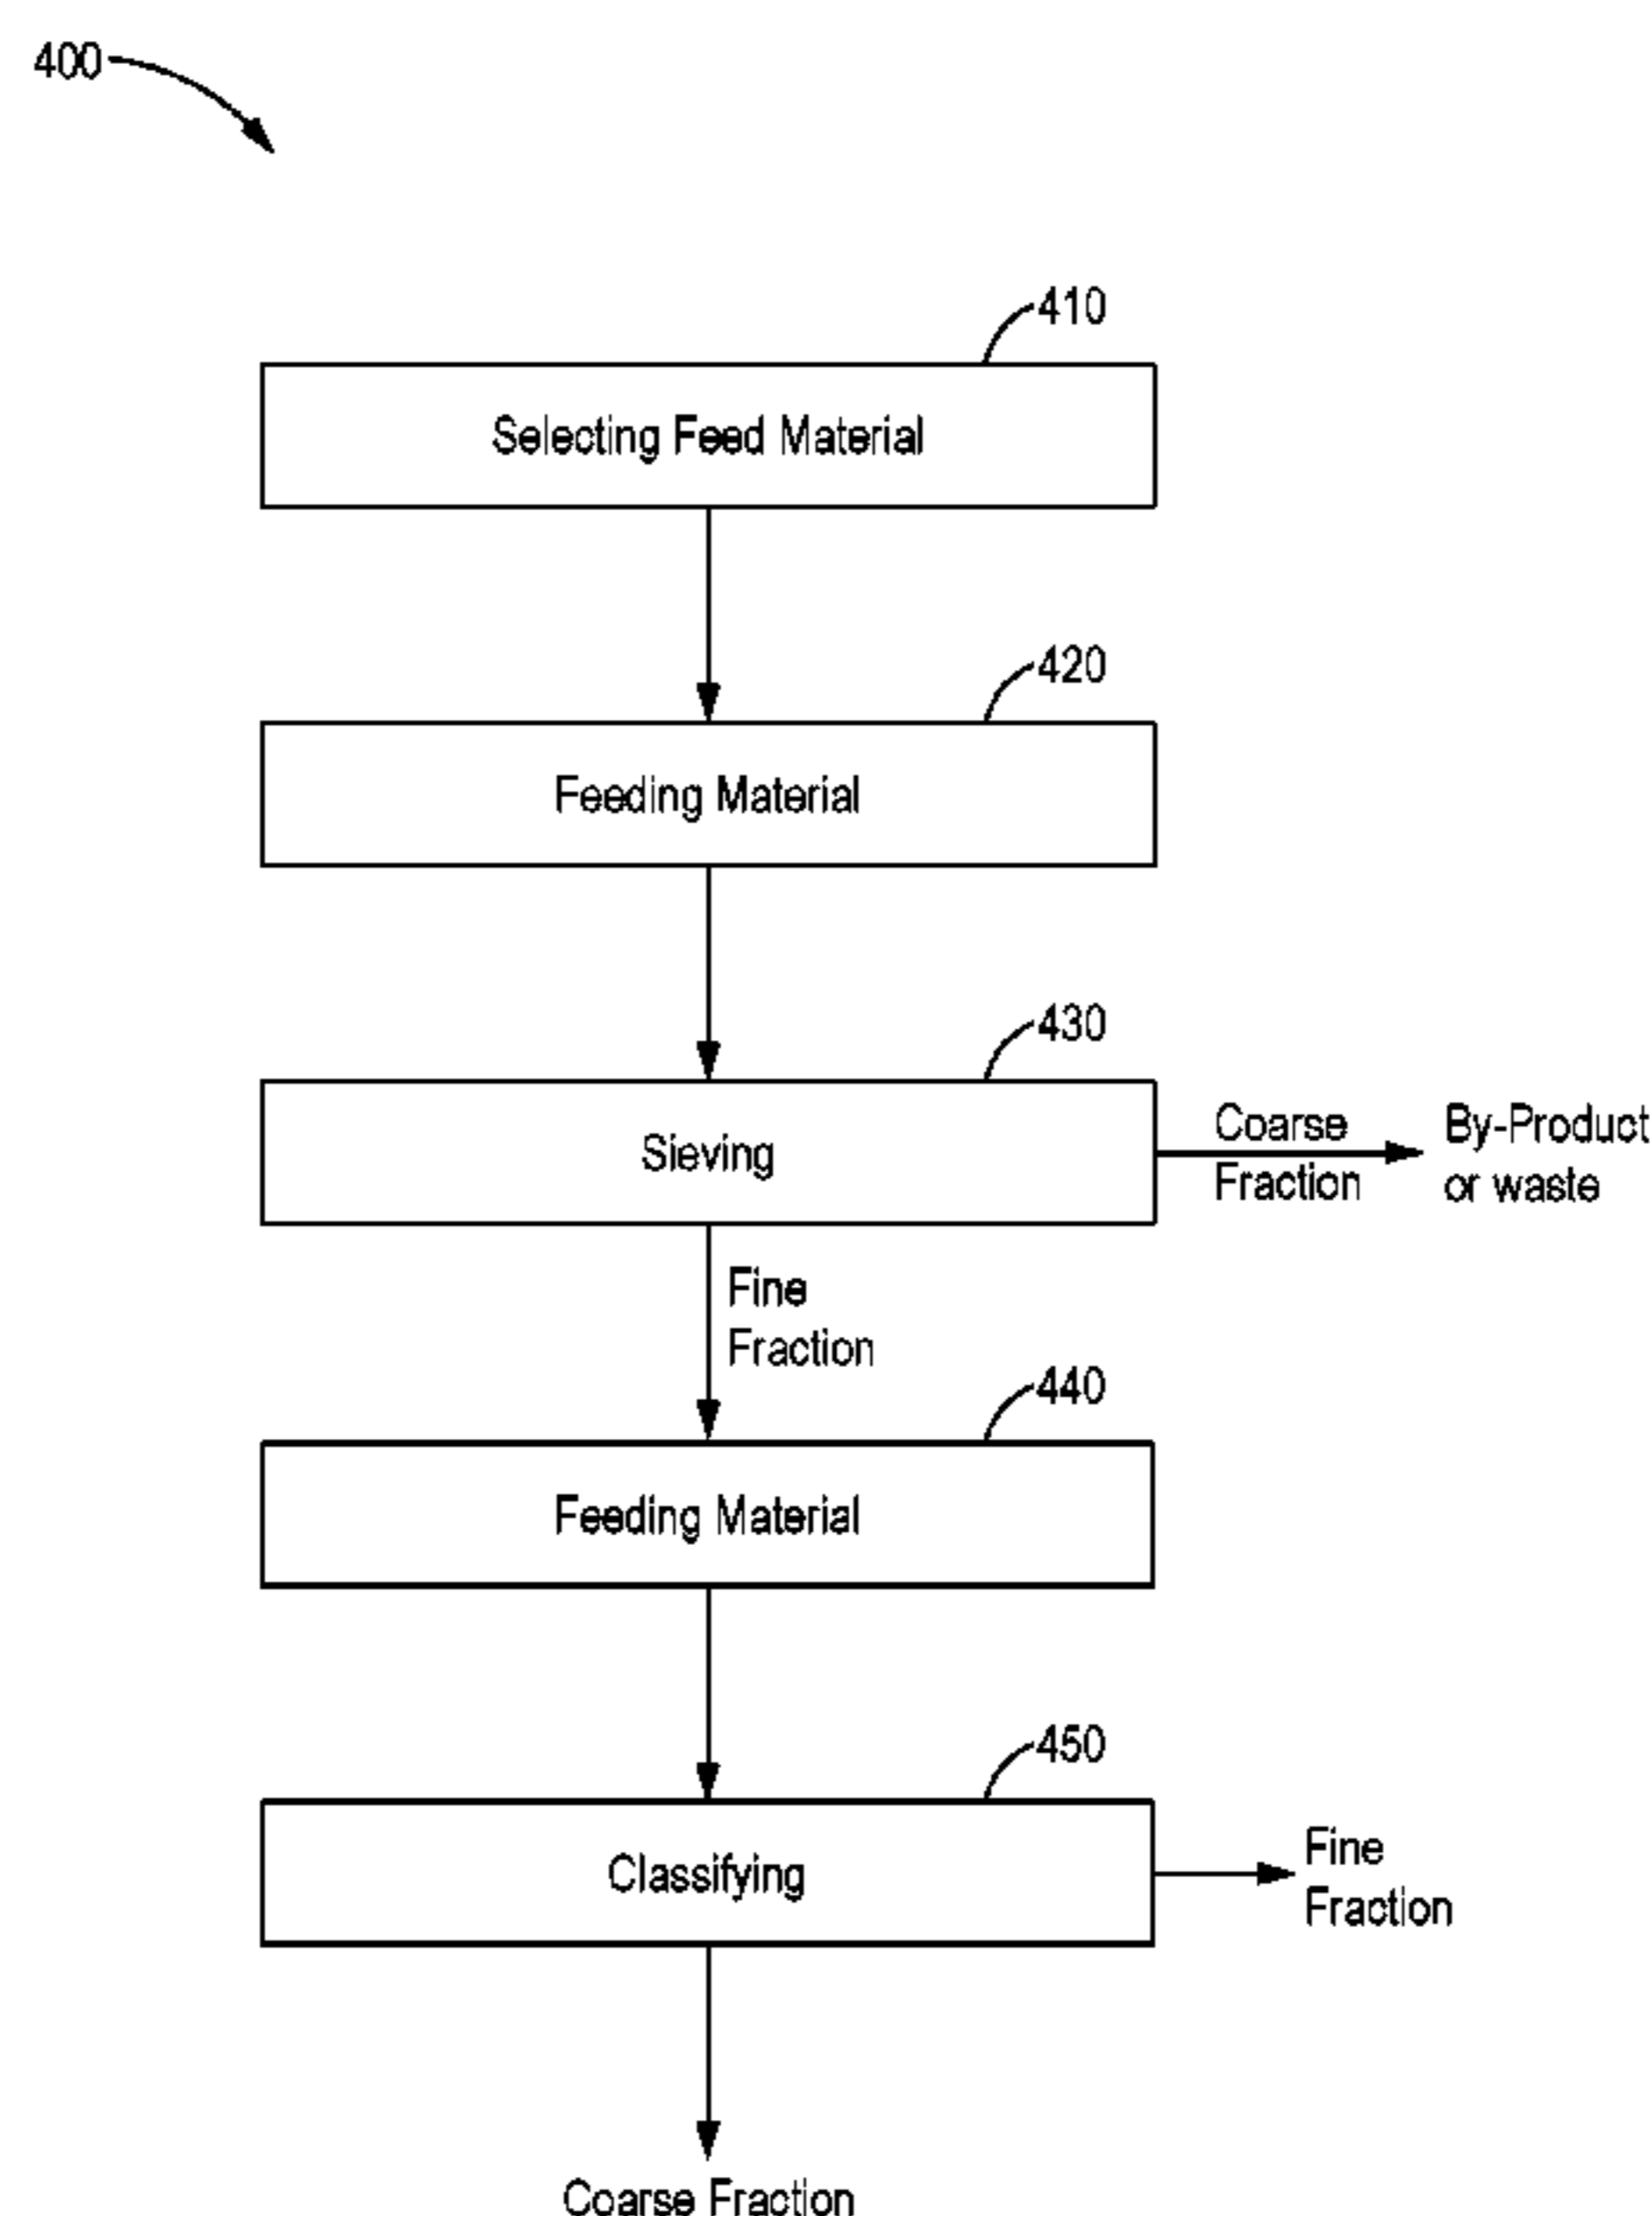 400
410
Selecting Feed Material
420
Feeding Material
430
Sieving
Coarse
Fraction
By-Product
or waste
Fine
Fraction
440
Feeding Material
450
Classifying
Fine
Fraction
Coarse Fraction